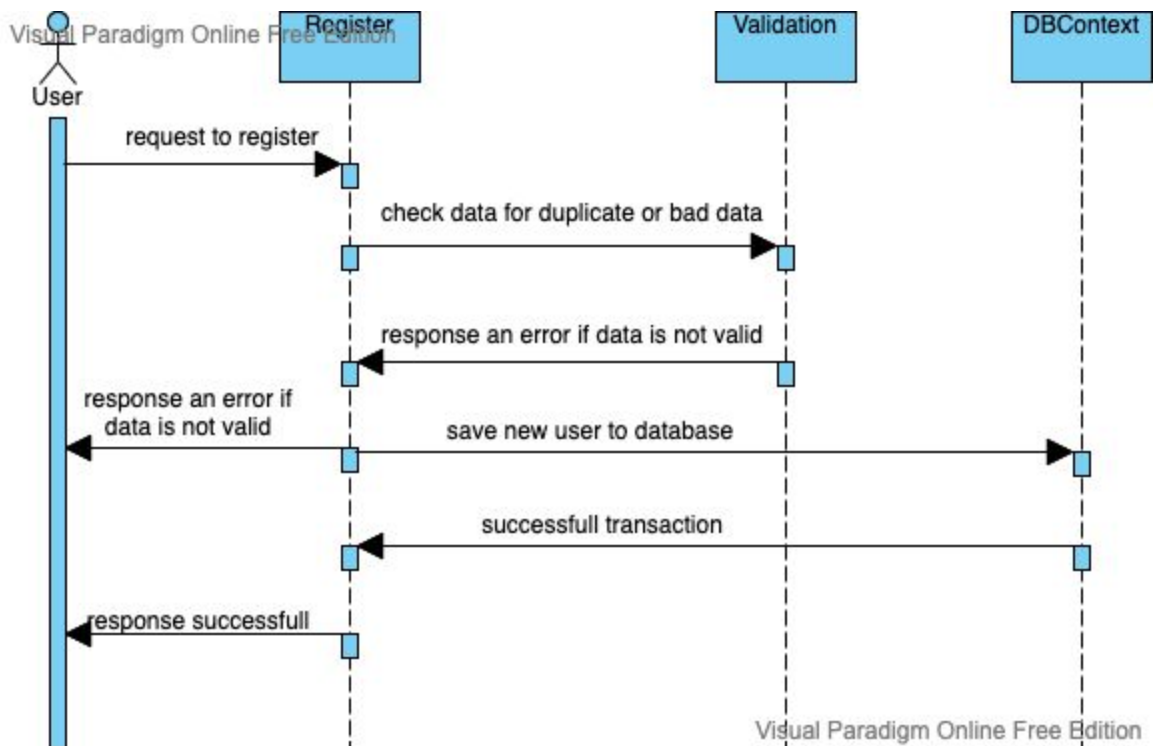 Visual Paradigm Online Free Edition
Register
Validation
DBContext
User
request to register
check data for duplicate or bad data
response an error if data is not valid
response an error if
data is not valid
save new user to database
successfull transaction
response successfull
Visual Paradigm Online Free Edition